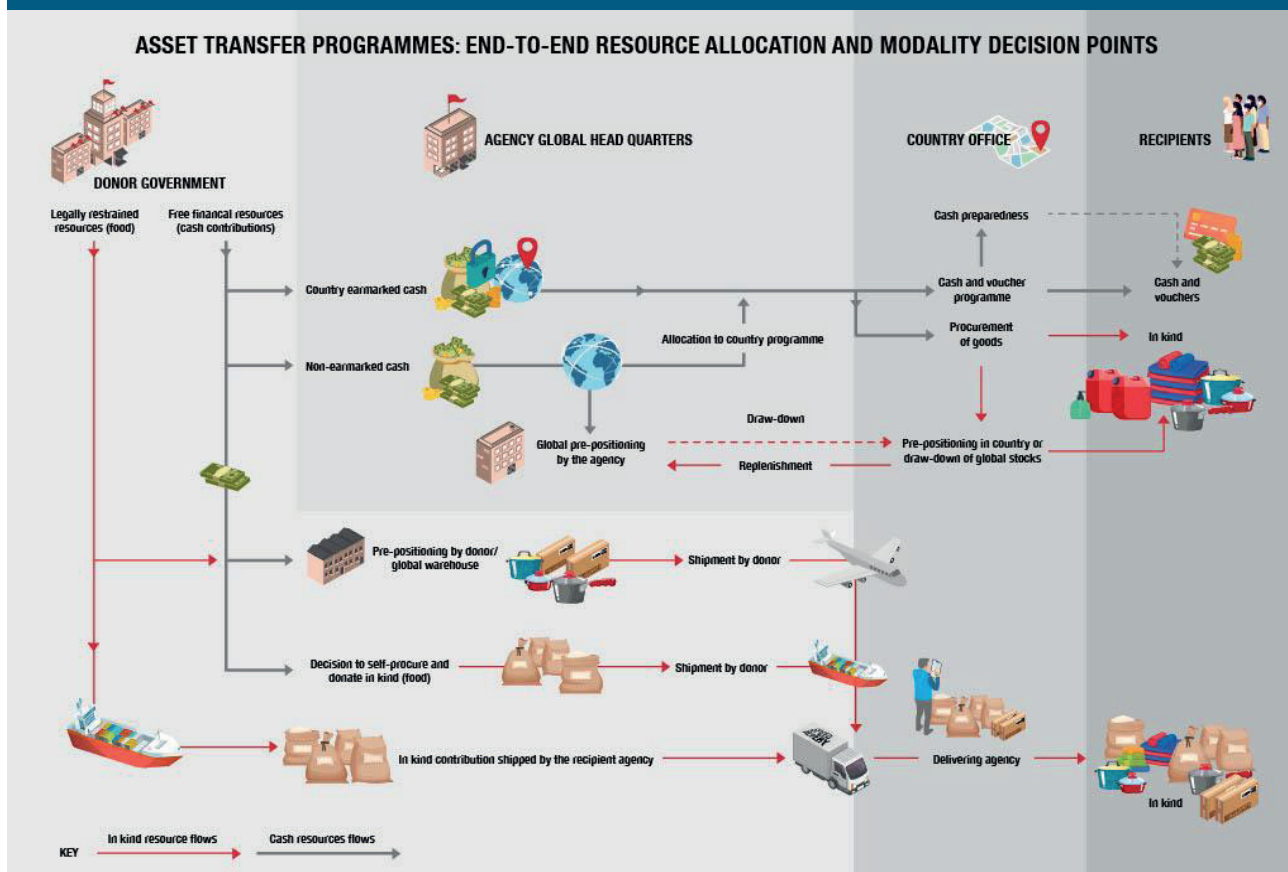 ASSET TRANSFER PROGRAMMES: END-TO-END RESOURCE ALLOCATION AND MODALITY DECISION POINTS
DONOR GOVERNMENT
AGENCY GLOBAL HEAD QUARTERS
COUNTRY OFFICE
RECIPIENTS
Legally restrained
resources (food)
Free financal resources
(cash contributions)
Cash preparedness
Country earmarked cash
Cash and voucher
programme
Cash and
vouchers
Non-earmarked cash
Allocation to country programme
Procurement
of goods
In kind
Global pre-positioning
by the agency
Draw-down
Replenishment
Pre-positioning in country or
draw-down of global stocks
Pre-positioning by donor/
global warehouse
Shipment by donor
Decision to self-procure and
donate in kind (food)
Shipment by donor
In kind contribution shipped by the recipient agency
Delivering agency
In kind
KEY
In kind resource flows
Cash resources flows